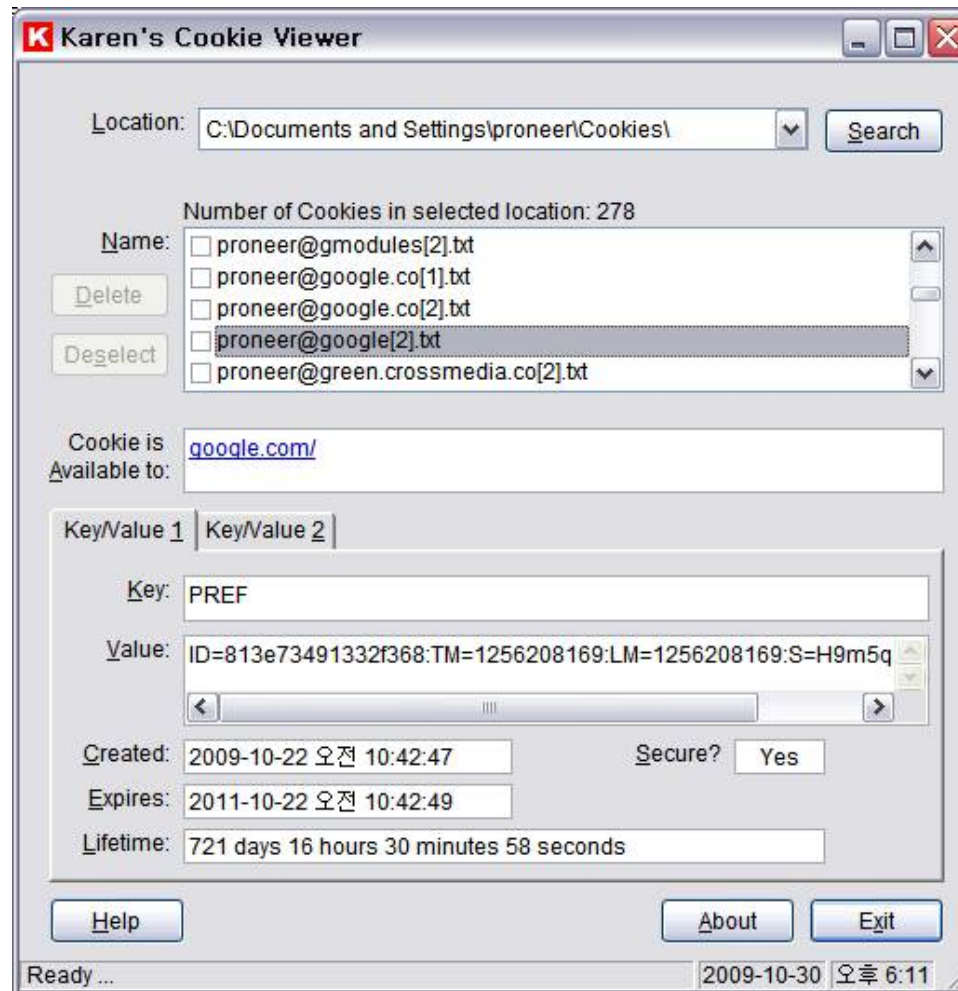 K Karen's Cookie Viewer
Location: C:\Documents and Settings\proneer\Cookies\ Search
Number of Cookies in selected location: 278
Name: proneer@gmodules[2].txt
proneer@google.co[1].txt
Delete proneer@google.co[2].txt
proneer@google[2].txt
Deselect proneer@green.crossmedia.co[2].txt
Cookie is
Available to: google.com/
Key/Value 1 Key/Value 2
Key: PREF
Value: ID=813e73491332f368:TM=1256208169:LM=1256208169:S=H9m5q
Created: 2009-10-22 오전 10:42:47 Secure? Yes
Expires: 2011-10-22 오전 10:42:49
Lifetime: 721 days 16 hours 30 minutes 58 seconds
Help About Exit
Ready ... 2009-10-30 오후 6:11